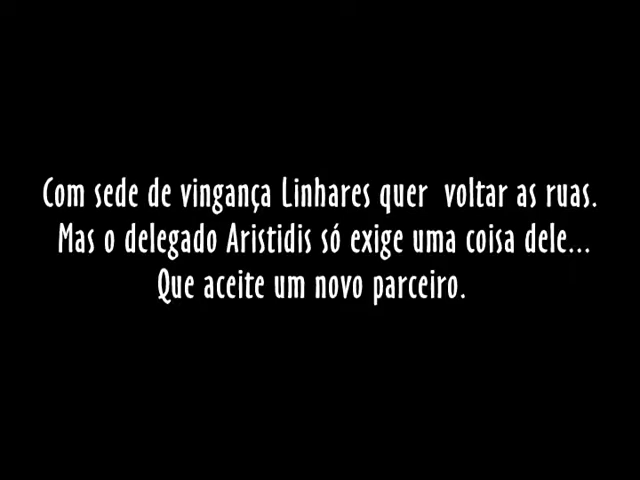 Com sede de vingança Linhares quer voltar as ruas.
Mas o delegado Aristidis só exige uma coisa dele...
Que aceite um novo parceiro.